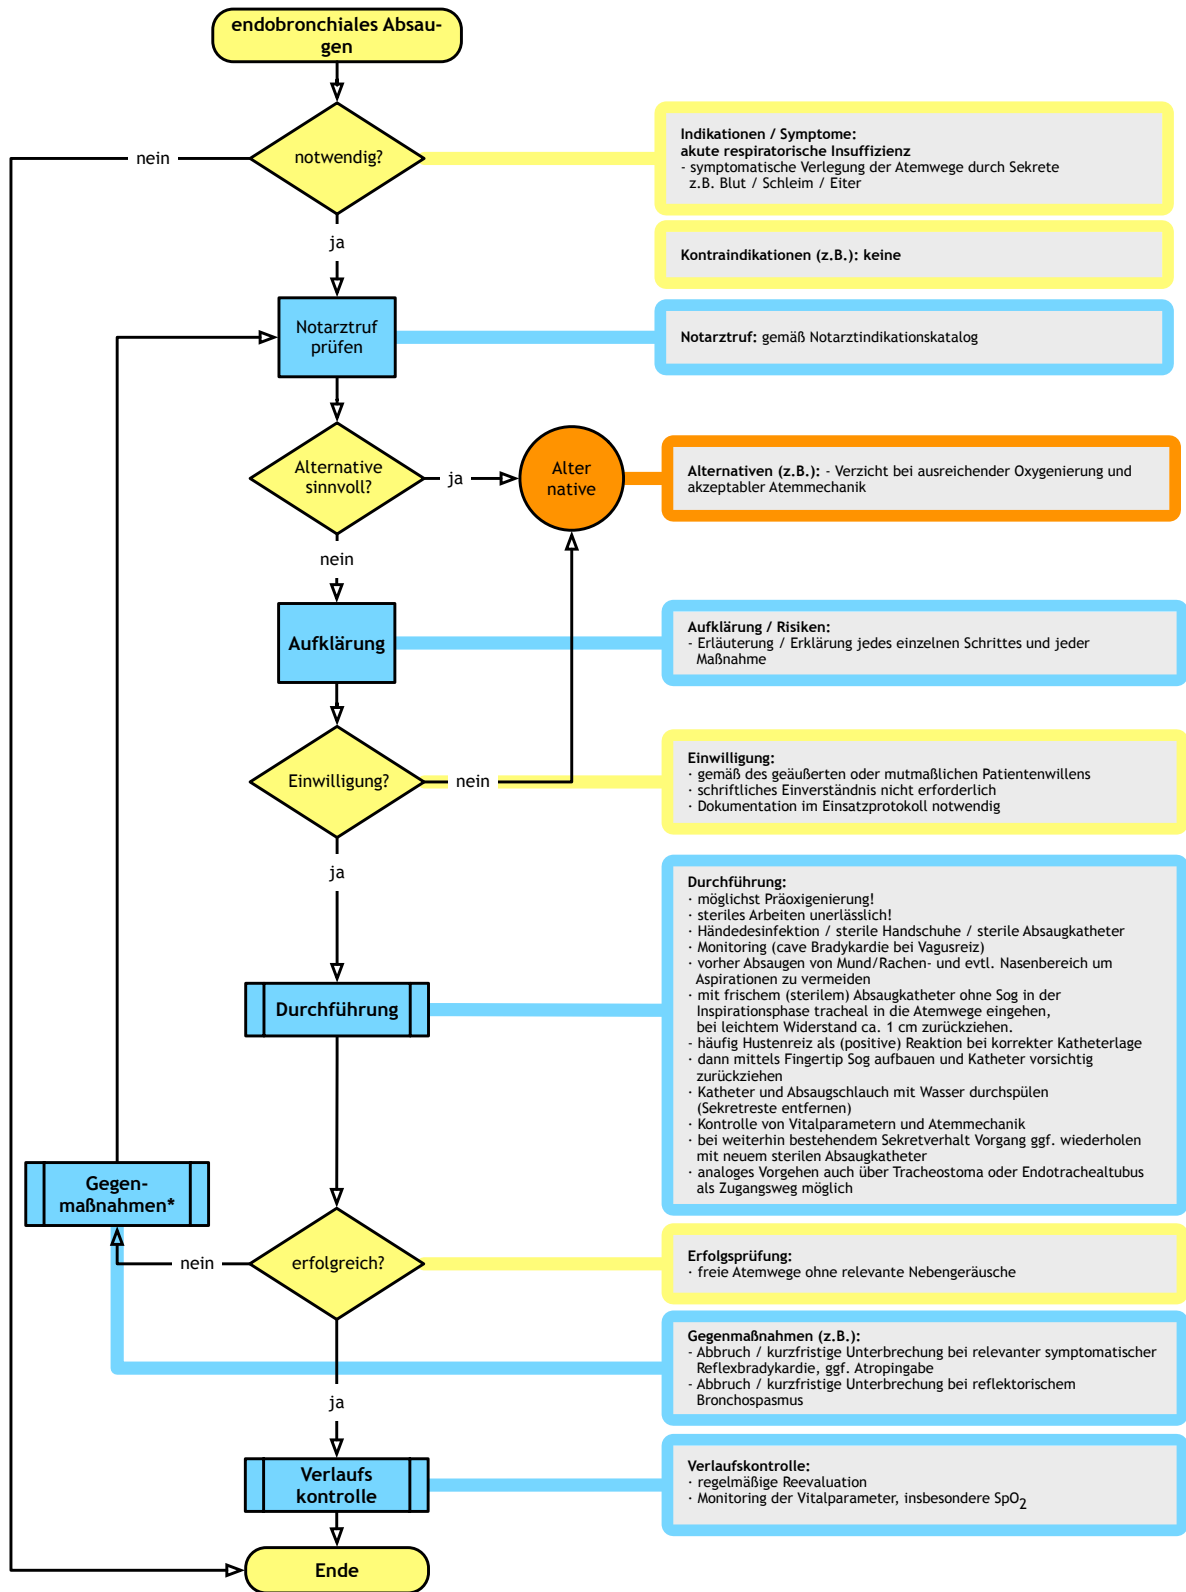 endobronchiales Absau-
gen
notwendig?
nein
Indikationen / Symptome:
akute respiratorische Insuffizienz
- symptomatische Verlegung der Atemwege durch Sekrete
z.B. Blut / Schleim / Eiter
ja
Kontraindikationen (z.B.): keine
Notarztruf
prüfen
Notarztruf: gemäß Notarztindikationskatalog
Alternative
sinnvoll?
ja
Alter
native
Alternativen (z.B.): - Verzicht bei ausreichender Oxygenierung und
akzeptabler Atemmechanik
nein
Aufklärung
Aufklärung / Risiken:
- Erläuterung / Erklärung jedes einzelnen Schrittes und jeder
Maßnahme
Einwilligung?
nein
Einwilligung:
· gemäß des geäußerten oder mutmaßlichen Patientenwillens
· schriftliches Einverständnis nicht erforderlich
· Dokumentation im Einsatzprotokoll notwendig
ja
Durchführung
Durchführung:
· möglichst Präoxigenierung!
· steriles Arbeiten unerlässlich!
· Händedesinfektion / sterile Handschuhe / sterile Absaugkatheter
· Monitoring (cave Bradykardie bei Vagusreiz)
· vorher Absaugen von Mund/Rachen- und evtl. Nasenbereich um
Aspirationen zu vermeiden
· mit frischem (sterilem) Absaugkatheter ohne Sog in der
Inspirationsphase tracheal in die Atemwege eingehen,
bei leichtem Widerstand ca. 1 cm zurückziehen.
- häufig Hustenreiz als (positive) Reaktion bei korrekter Katheterlage
· dann mittels Fingertip Sog aufbauen und Katheter vorsichtig
zurückziehen
· Katheter und Absaugschlauch mit Wasser durchspülen
(Sekretreste entfernen)
· Kontrolle von Vitalparametern und Atemmechanik
· bei weiterhin bestehendem Sekretverhalt Vorgang ggf. wiederholen
mit neuem sterilen Absaugkatheter
· analoges Vorgehen auch über Tracheostoma oder Endotrachealtubus
als Zugangsweg möglich
Gegen-
maßnahmen*
nein
erfolgreich?
Erfolgsprüfung:
· freie Atemwege ohne relevante Nebengeräusche
Gegenmaßnahmen (z.B.):
- Abbruch / kurzfristige Unterbrechung bei relevanter symptomatischer
Reflexbradykardie, ggf. Atropingabe
- Abbruch / kurzfristige Unterbrechung bei reflektorischem
Bronchospasmus
ja
Verlaufs
kontrolle
Verlaufskontrolle:
· regelmäßige Reevaluation
· Monitoring der Vitalparameter, insbesondere SpO2
Ende